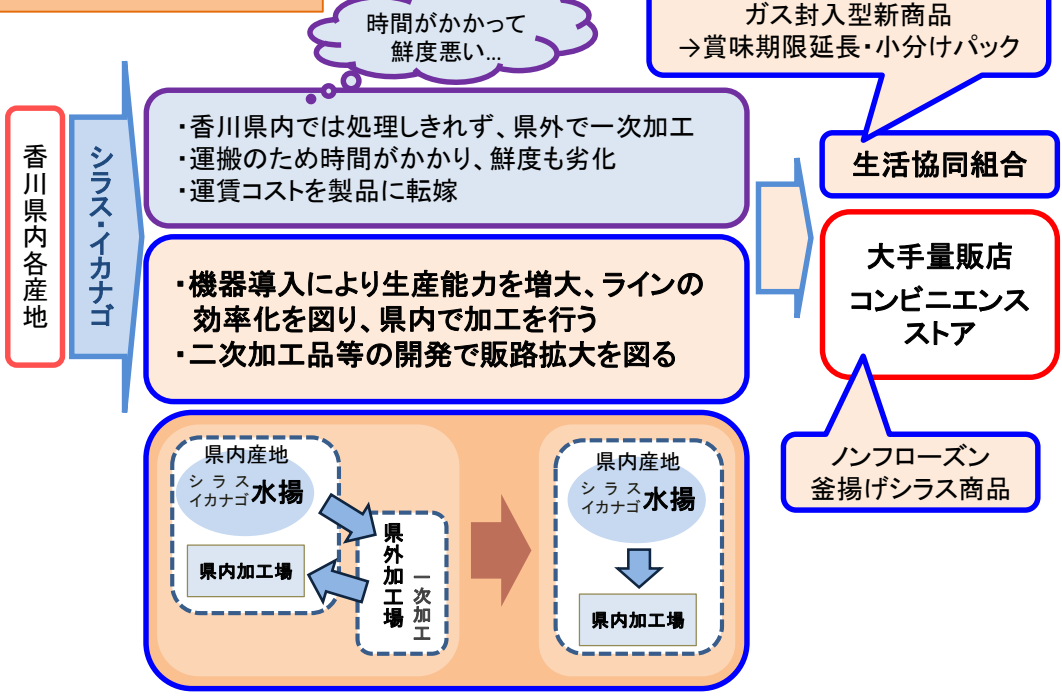 時間がかかって
鮮度悪い…
ガス封入型新商品
→賞味期限延長・小分けパック
香川県内各産地
シラス・イカナゴ
・香川県内では処理しきれず、県外で一次加工
・運搬のため時間がかかり、鮮度も劣化
・運賃コストを製品に転嫁
・機器導入により生産能力を増大、ラインの
効率化を図り、県内で加工を行う
・二次加工品等の開発で販路拡大を図る
生活協同組合
大手量販店
コンビニエンス
ストア
ノンフローズン
釜揚げシラス商品
県内産地
シラス
イカナゴ水揚
県内加工場
県外加工場
一次加工
県内産地
シラス
イカナゴ水揚
県内加工場